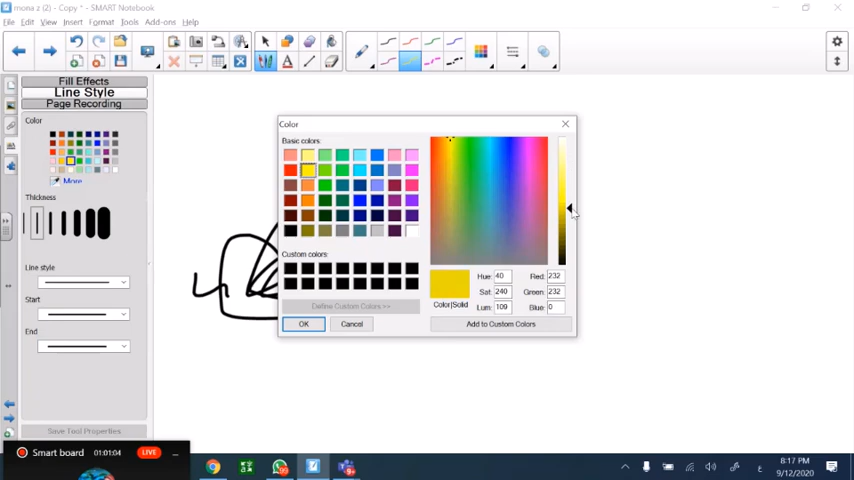 mona z (2) - Copy * - SMART Notebook
File Edit View Insert Format Tools Add-ons Help
Fill Effects
Line Style
Page Recording
Color
More
Thickness
Line style
Start
End
Save Tool Properties
Color
Basic colors:
Custom colors:
Define Custom Colors >>
OK Cancel
Color|Solid
Hue: 40 Red: 232
Sat: 240 Green: 232
Lum: 109 Blue: 0
Add to Custom Colors
Smart board LIVE 01:01:04
99
9+
ع
8:17 PM
9/12/2020